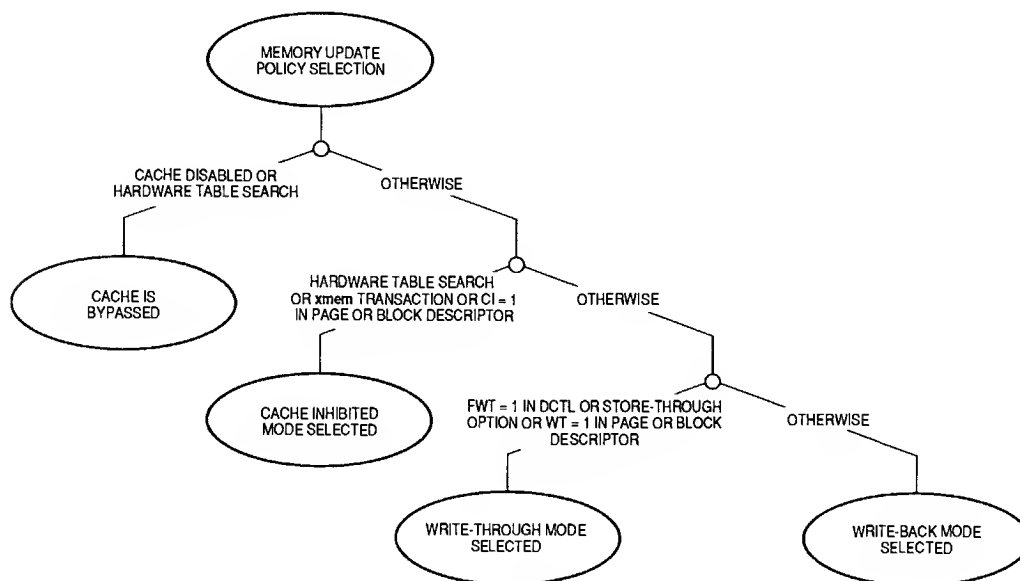 MEMORY UPDATE
POLICY SELECTION
CACHE DISABLED OR
HARDWARE TABLE SEARCH
OTHERWISE
CACHE IS
BYPASSED
HARDWARE TABLE SEARCH
OR xmem TRANSACTION OR CI = 1
IN PAGE OR BLOCK DESCRIPTOR
OTHERWISE
CACHE INHIBITED
MODE SELECTED
FWT = 1 IN DCTL OR STORE-THROUGH
OPTION OR WT = 1 IN PAGE OR BLOCK
DESCRIPTOR
OTHERWISE
WRITE-THROUGH MODE
SELECTED
WRITE-BACK MODE
SELECTED